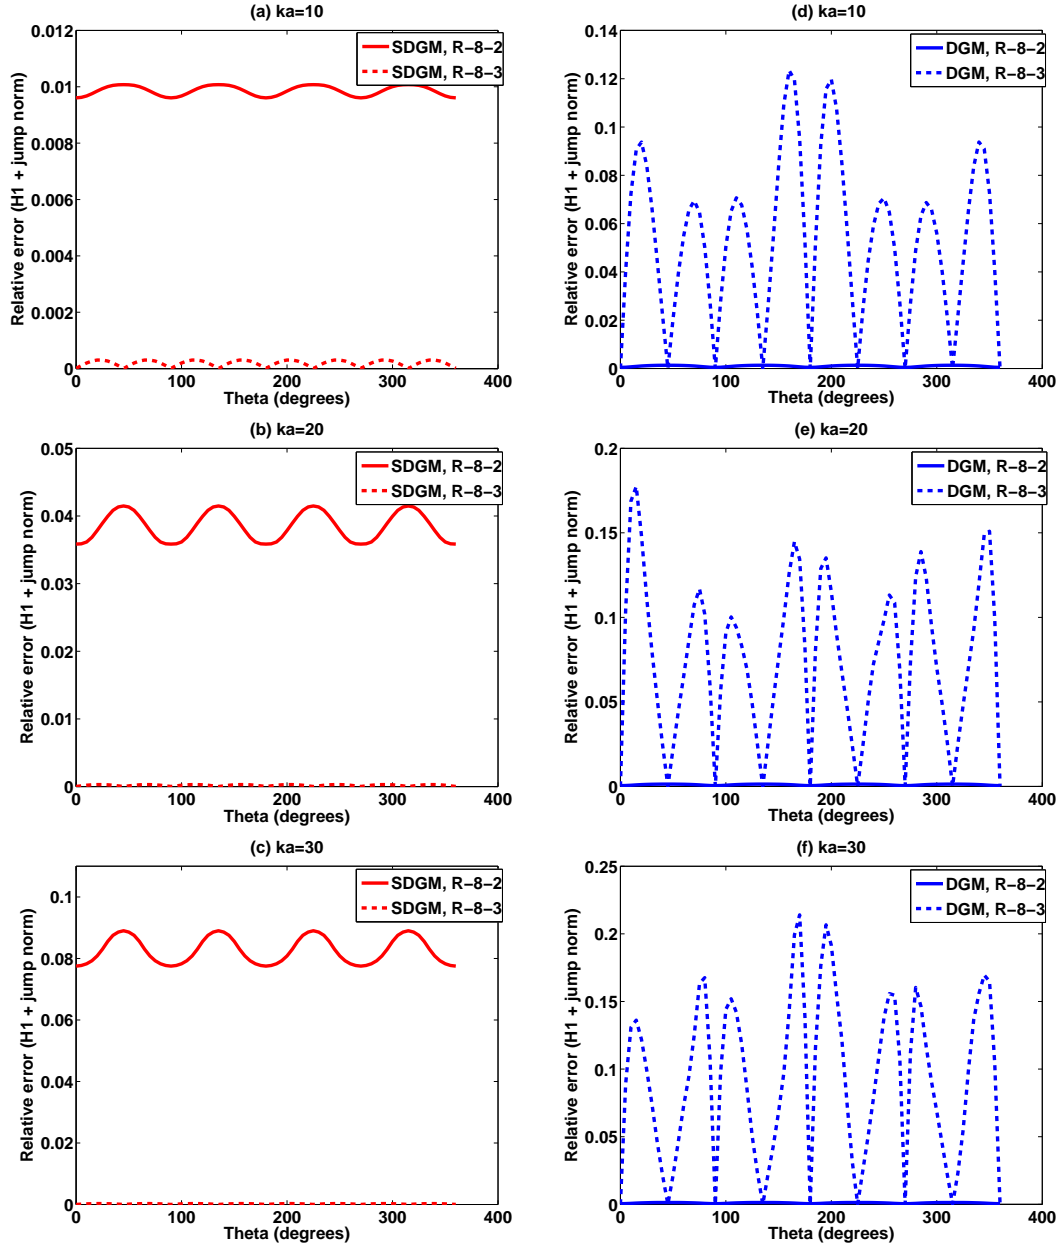 (a) ka=10
Relative error (H1 + jump norm)
0.012
0.01
0.008
0.006
0.004
0.002
0
0 100 200 300 400
Theta (degrees)
SDGM, R-8-2
SDGM, R-8-3
(d) ka=10
Relative error (H1 + jump norm)
0.14
0.12
0.1
0.08
0.06
0.04
0.02
0
0 100 200 300 400
Theta (degrees)
DGM, R-8-2
DGM, R-8-3
(b) ka=20
Relative error (H1 + jump norm)
0.05
0.04
0.03
0.02
0.01
0
0 100 200 300 400
Theta (degrees)
SDGM, R-8-2
SDGM, R-8-3
(e) ka=20
Relative error (H1 + jump norm)
0.2
0.15
0.1
0.05
0
0 100 200 300 400
Theta (degrees)
DGM, R-8-2
DGM, R-8-3
(c) ka=30
Relative error (H1 + jump norm)
0.1
0.08
0.06
0.04
0.02
0
0 100 200 300 400
Theta (degrees)
SDGM, R-8-2
SDGM, R-8-3
(f) ka=30
Relative error (H1 + jump norm)
0.25
0.2
0.15
0.1
0.05
0
0 100 200 300 400
Theta (degrees)
DGM, R-8-2
DGM, R-8-3